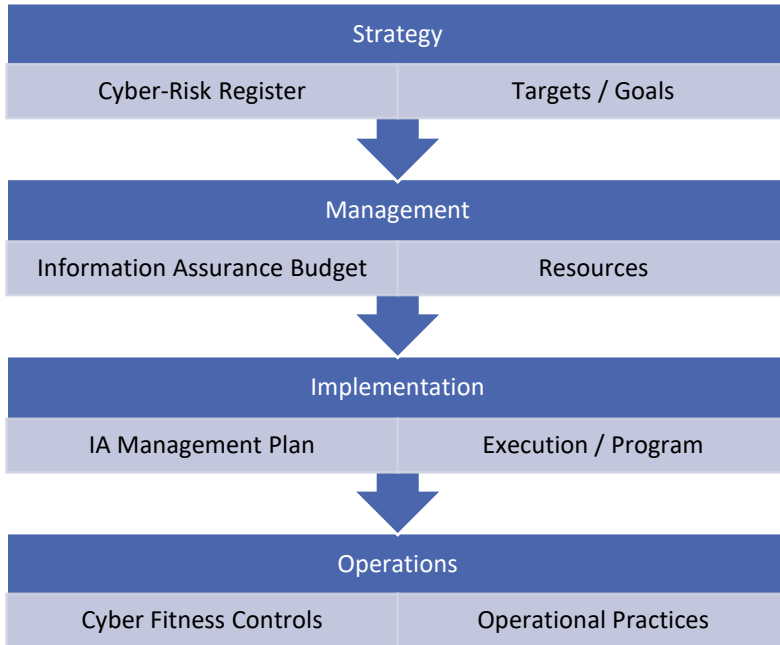 Strategy
Cyber-Risk Register
Targets / Goals
Management
Information Assurance Budget
Resources
Implementation
IA Management Plan
Execution / Program
Operations
Cyber Fitness Controls
Operational Practices